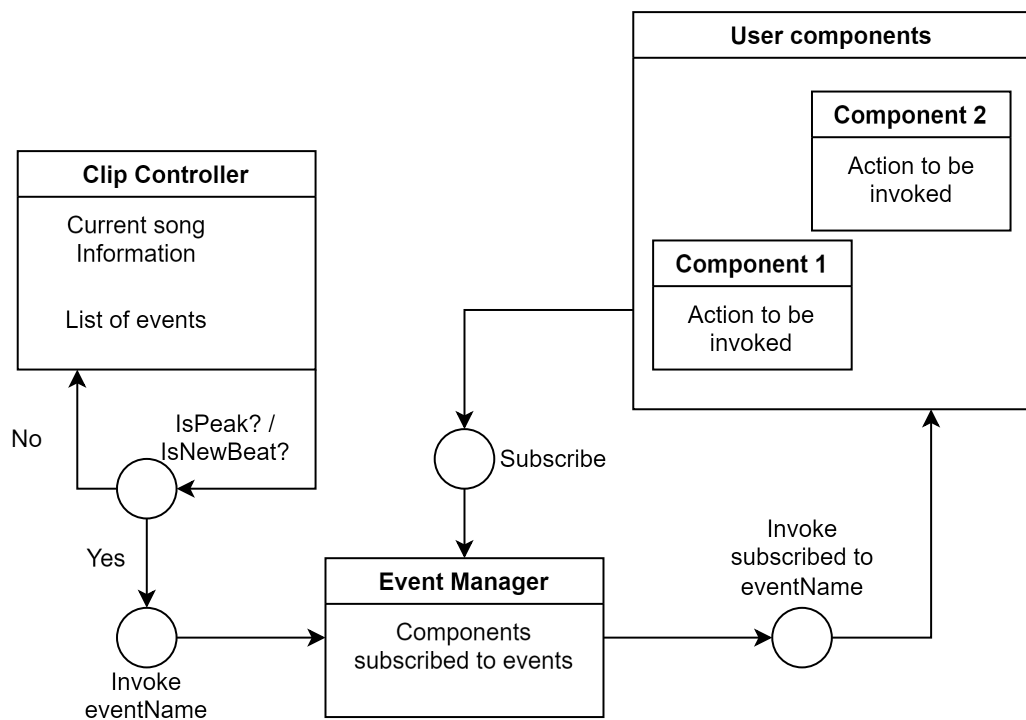 User components
Component 2
Action to be
invoked
Clip Controller
Current song
Information
List of events
Component 1
Action to be
invoked
IsPeak? /
IsNewBeat?
No
Subscribe
Yes
Invoke
subscribed to
eventName
Event Manager
Components
subscribed to events
Invoke
eventName